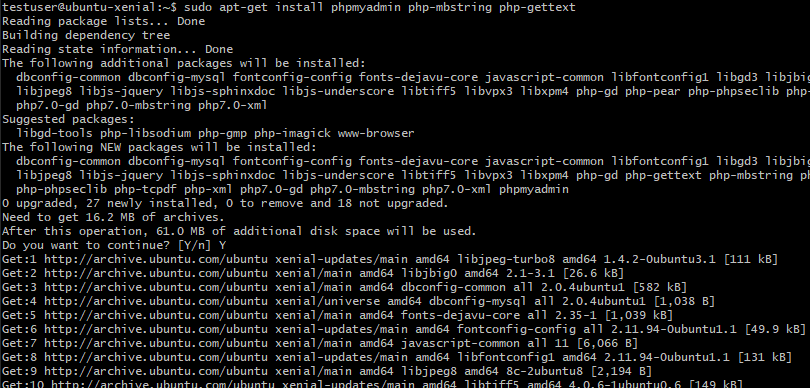 testuser@ubuntu-xenial:~$ sudo apt-get install phpmyadmin php-mbstring php-gettext
Reading package lists... Done
Building dependency tree
Reading state information... Done
The following additional packages will be installed:
dbconfig-common dbconfig-mysql fontconfig-config fonts-dejavu-core javascript-common libfontconfig1 libgd3 libjbig
libjpeg8 libjs-jquery libjs-sphinxdoc libjs-underscore libtiff5 libvpx3 libxpm4 php-gd php-pear php-phpseclib php-
php7.0-gd php7.0-mbstring php7.0-xml
Suggested packages:
libgd-tools php-libsodium php-gmp php-imagick www-browser
The following NEW packages will be installed:
dbconfig-common dbconfig-mysql fontconfig-config fonts-dejavu-core javascript-common libfontconfig1 libgd3 libjbig
libjpeg8 libjs-jquery libjs-sphinxdoc libjs-underscore libtiff5 libvpx3 libxpm4 php-gd php-gettext php-mbstring ph
php-phpseclib php-tcpdf php-xml php7.0-gd php7.0-mbstring php7.0-xml phpmyadmin
0 upgraded, 27 newly installed, 0 to remove and 18 not upgraded.
Need to get 16.2 MB of archives.
After this operation, 61.0 MB of additional disk space will be used.
Do you want to continue? [Y/n] Y
Get:1 http://archive.ubuntu.com/ubuntu xenial-updates/main amd64 libjpeg-turbo8 amd64 1.4.2-0ubuntu3.1 [111 kB]
Get:2 http://archive.ubuntu.com/ubuntu xenial/main amd64 libjbig0 amd64 2.1-3.1 [26.6 kB]
Get:3 http://archive.ubuntu.com/ubuntu xenial/main amd64 dbconfig-common all 2.0.4ubuntu1 [582 kB]
Get:4 http://archive.ubuntu.com/ubuntu xenial/universe amd64 dbconfig-mysql all 2.0.4ubuntu1 [1,038 B]
Get:5 http://archive.ubuntu.com/ubuntu xenial/main amd64 fonts-dejavu-core all 2.35-1 [1,039 kB]
Get:6 http://archive.ubuntu.com/ubuntu xenial-updates/main amd64 fontconfig-config all 2.11.94-0ubuntu1.1 [49.9 kB]
Get:7 http://archive.ubuntu.com/ubuntu xenial/main amd64 javascript-common all 11 [6,066 B]
Get:8 http://archive.ubuntu.com/ubuntu xenial-updates/main amd64 libfontconfig1 amd64 2.11.94-0ubuntu1.1 [131 kB]
Get:9 http://archive.ubuntu.com/ubuntu xenial/main amd64 libjpeg8 amd64 8c-2ubuntu8 [2,194 B]
Get:10 http://archive.ubuntu.com/ubuntu xenial-updates/main amd64 libtiff5 amd64 4.0.6-1ubuntu0.6 [149 kB]